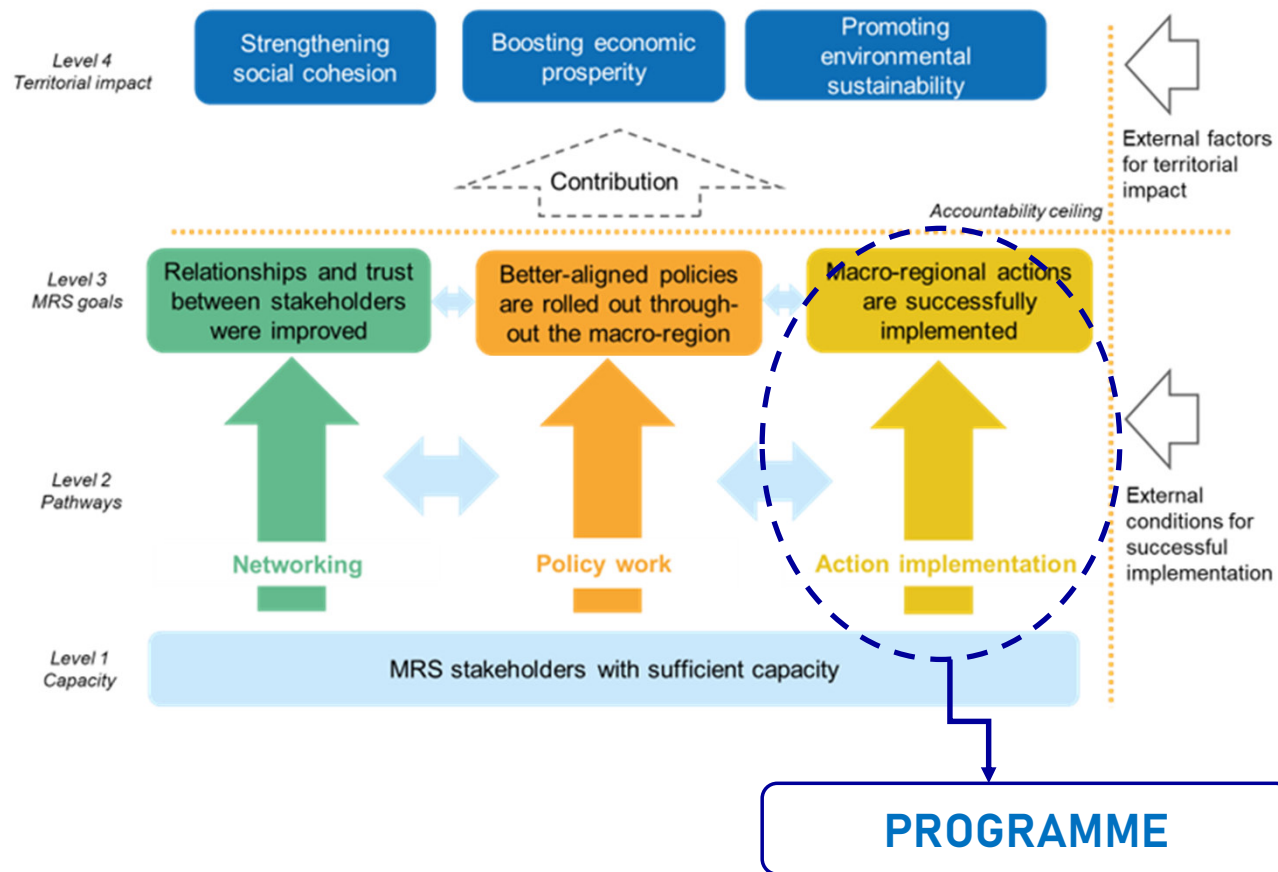 Level 4
Territorial impact
Strengthening
social cohesion
Boosting economic
prosperity
Promoting
environmental
sustainability
External factors
for territorial
impact
Contribution
Accountability ceiling
Level 3
MRS goals
Relationships and trust
between stakeholders
were improved
Better-aligned policies
are rolled out through-
out the macro-region
Macro-regional actions
are successfully
implemented
Level 2
Pathways
External
conditions for
successful
implementation
Networking
Policy work
Action implementation
Level 1
Capacity
MRS stakeholders with sufficient capacity
PROGRAMME